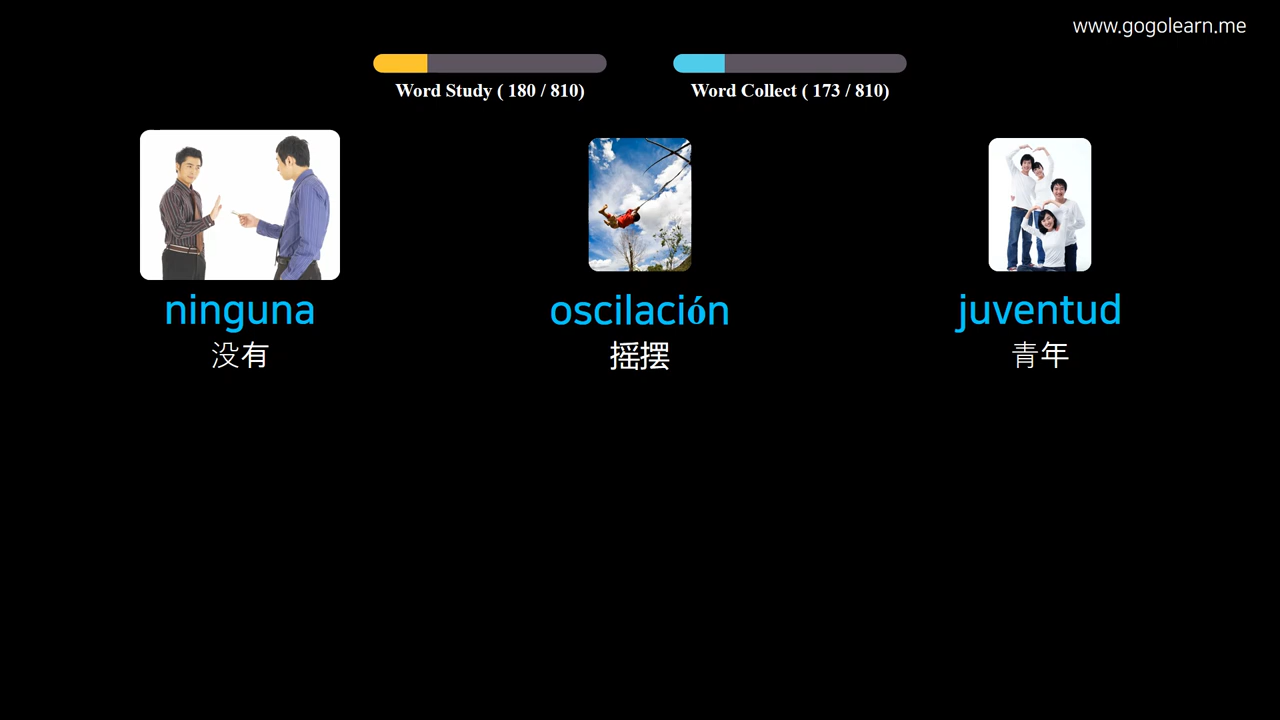 www.gogolearn.me
Word Study ( 180 / 810)
Word Collect ( 173 / 810)
ninguna
oscilación
juventud
没有
摇摆
青年